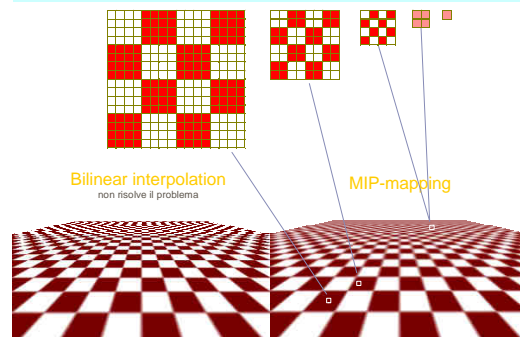 Bilinear interpolation
non risolve il problema
MIP-mapping